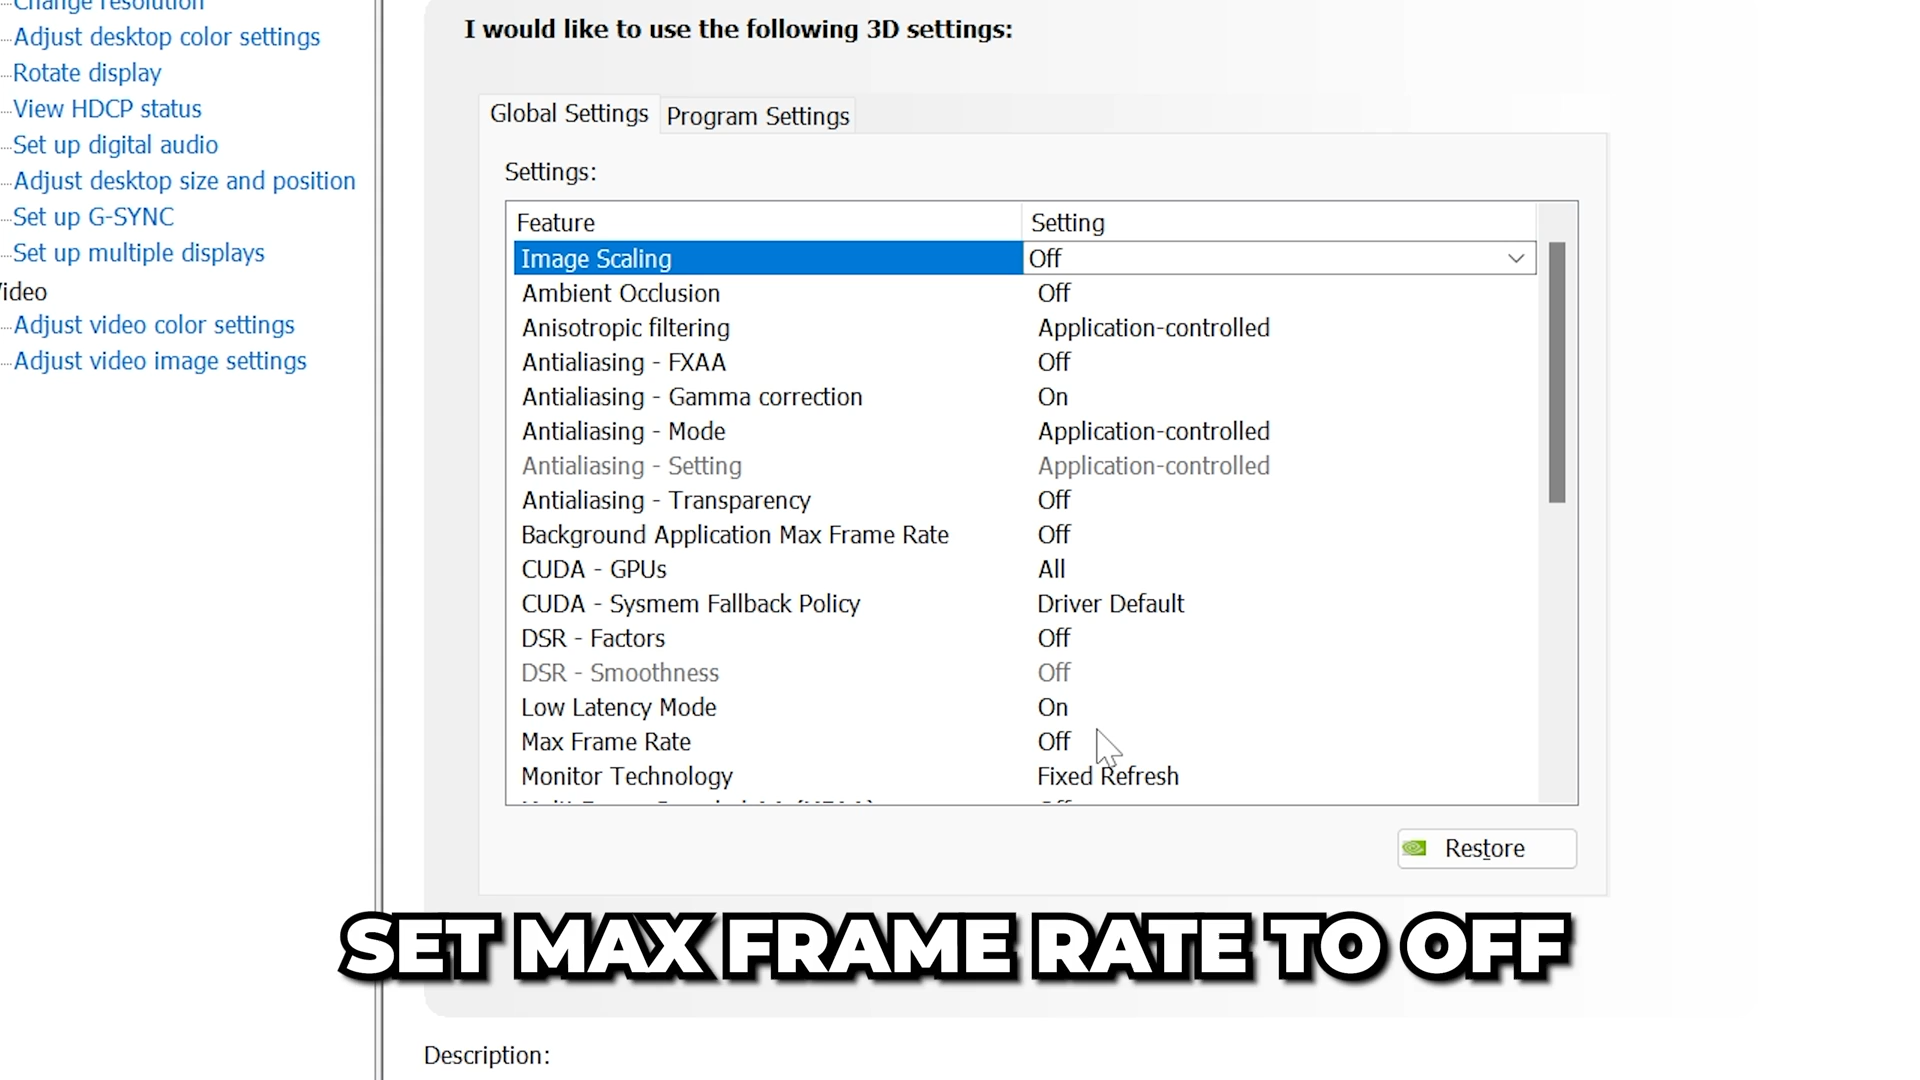 Change resolution
Adjust desktop color settings
Rotate display
View HDCP status
Set up digital audio
Adjust desktop size and position
Set up G-SYNC
Set up multiple displays
Video
Adjust video color settings
Adjust video image settings
I would like to use the following 3D settings:
Global Settings
Program Settings
Settings:
Feature Setting
Image Scaling Off
Ambient Occlusion Off
Anisotropic filtering Application-controlled
Antialiasing - FXAA Off
Antialiasing - Gamma correction On
Antialiasing - Mode Application-controlled
Antialiasing - Setting Application-controlled
Antialiasing - Transparency Off
Background Application Max Frame Rate Off
CUDA - GPUs All
CUDA - Sysmem Fallback Policy Driver Default
DSR - Factors Off
DSR - Smoothness Off
Low Latency Mode On
Max Frame Rate Off
Monitor Technology Fixed Refresh
Restore
SET MAX FRAME RATE TO OFF
Description: